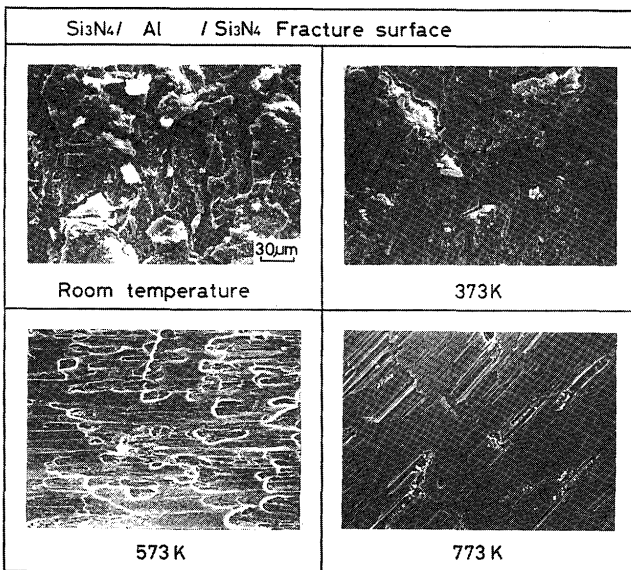 Si3N4/ Al / Si3N4 Fracture surface
30μm
Room temperature
373K
573K
773K